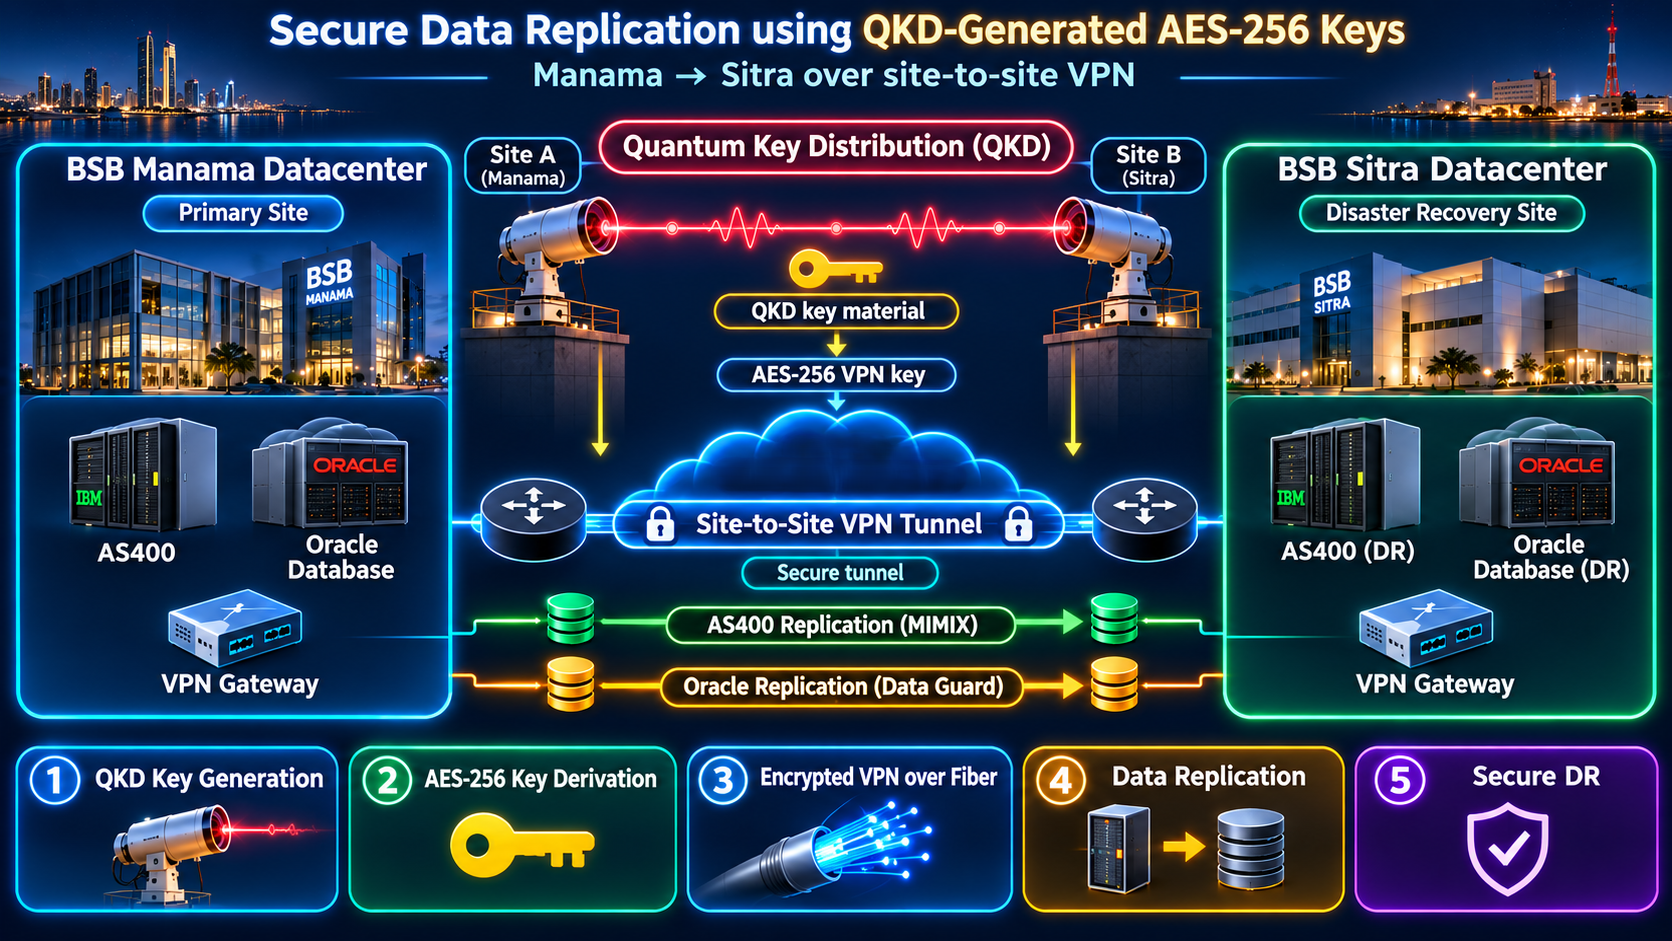 Secure Data Replication using QKD-Generated AES-256 Keys
Manama → Sitra over site-to-site VPN
BSB Manama Datacenter
Primary Site
BSB
MANAMA
IBM
AS400
ORACLE
Oracle
Database
VPN Gateway
Site A
(Manama)
Quantum Key Distribution (QKD)
Site B
(Sitra)
QKD key material
AES-256 VPN key
Site-to-Site VPN Tunnel
Secure tunnel
AS400 Replication (MIMIX)
Oracle Replication (Data Guard)
BSB Sitra Datacenter
Disaster Recovery Site
BSB
SITRA
IBM
AS400 (DR)
ORACLE
Oracle
Database (DR)
VPN Gateway
1 QKD Key Generation
2 AES-256 Key Derivation
3 Encrypted VPN over Fiber
4 Data Replication
5 Secure DR